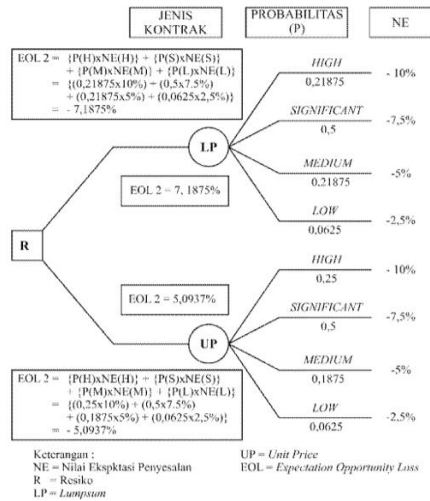 JENIS
KONTRAK
PROBABILITAS
(P)
NE
EOL 2 = {P(H)xNE(H)} + {P(S)xNE(S)}
+ {P(M)xNE(M)} + {P(L)xNE(L)}
= {(0,21875x10%) + (0,5x7.5%)
+ (0,21875x5%) + (0,0625x2,5%)}
= - 7,1875%
HIGH
0,21875
- 10%
SIGNIFICANT
0,5
-7,5%
LP
MEDIUM
0,21875
-5%
EOL 2 = 7, 1875%
LOW
0,0625
-2,5%
R
HIGH
0,25
- 10%
EOL 2 = 5,0937%
SIGNIFICANT
0,5
-7,5%
UP
MEDIUM
0,1875
-5%
EOL 2 = {P(H)xNE(H)} + {P(S)xNE(S)}
+ {P(M)xNE(M)} + {P(L)xNE(L)}
= {(0,25x10%) + (0,5x7.5%)
+ (0,1875x5%) + (0,0625x2,5%)}
= - 5,0937%
LOW
0,0625
-2,5%
Keterangan :
NE = Nilai Ekspktasi Penyesalan
R = Resiko
LP = Lumpsum
UP = Unit Price
EOL = Expectation Opportunity Loss